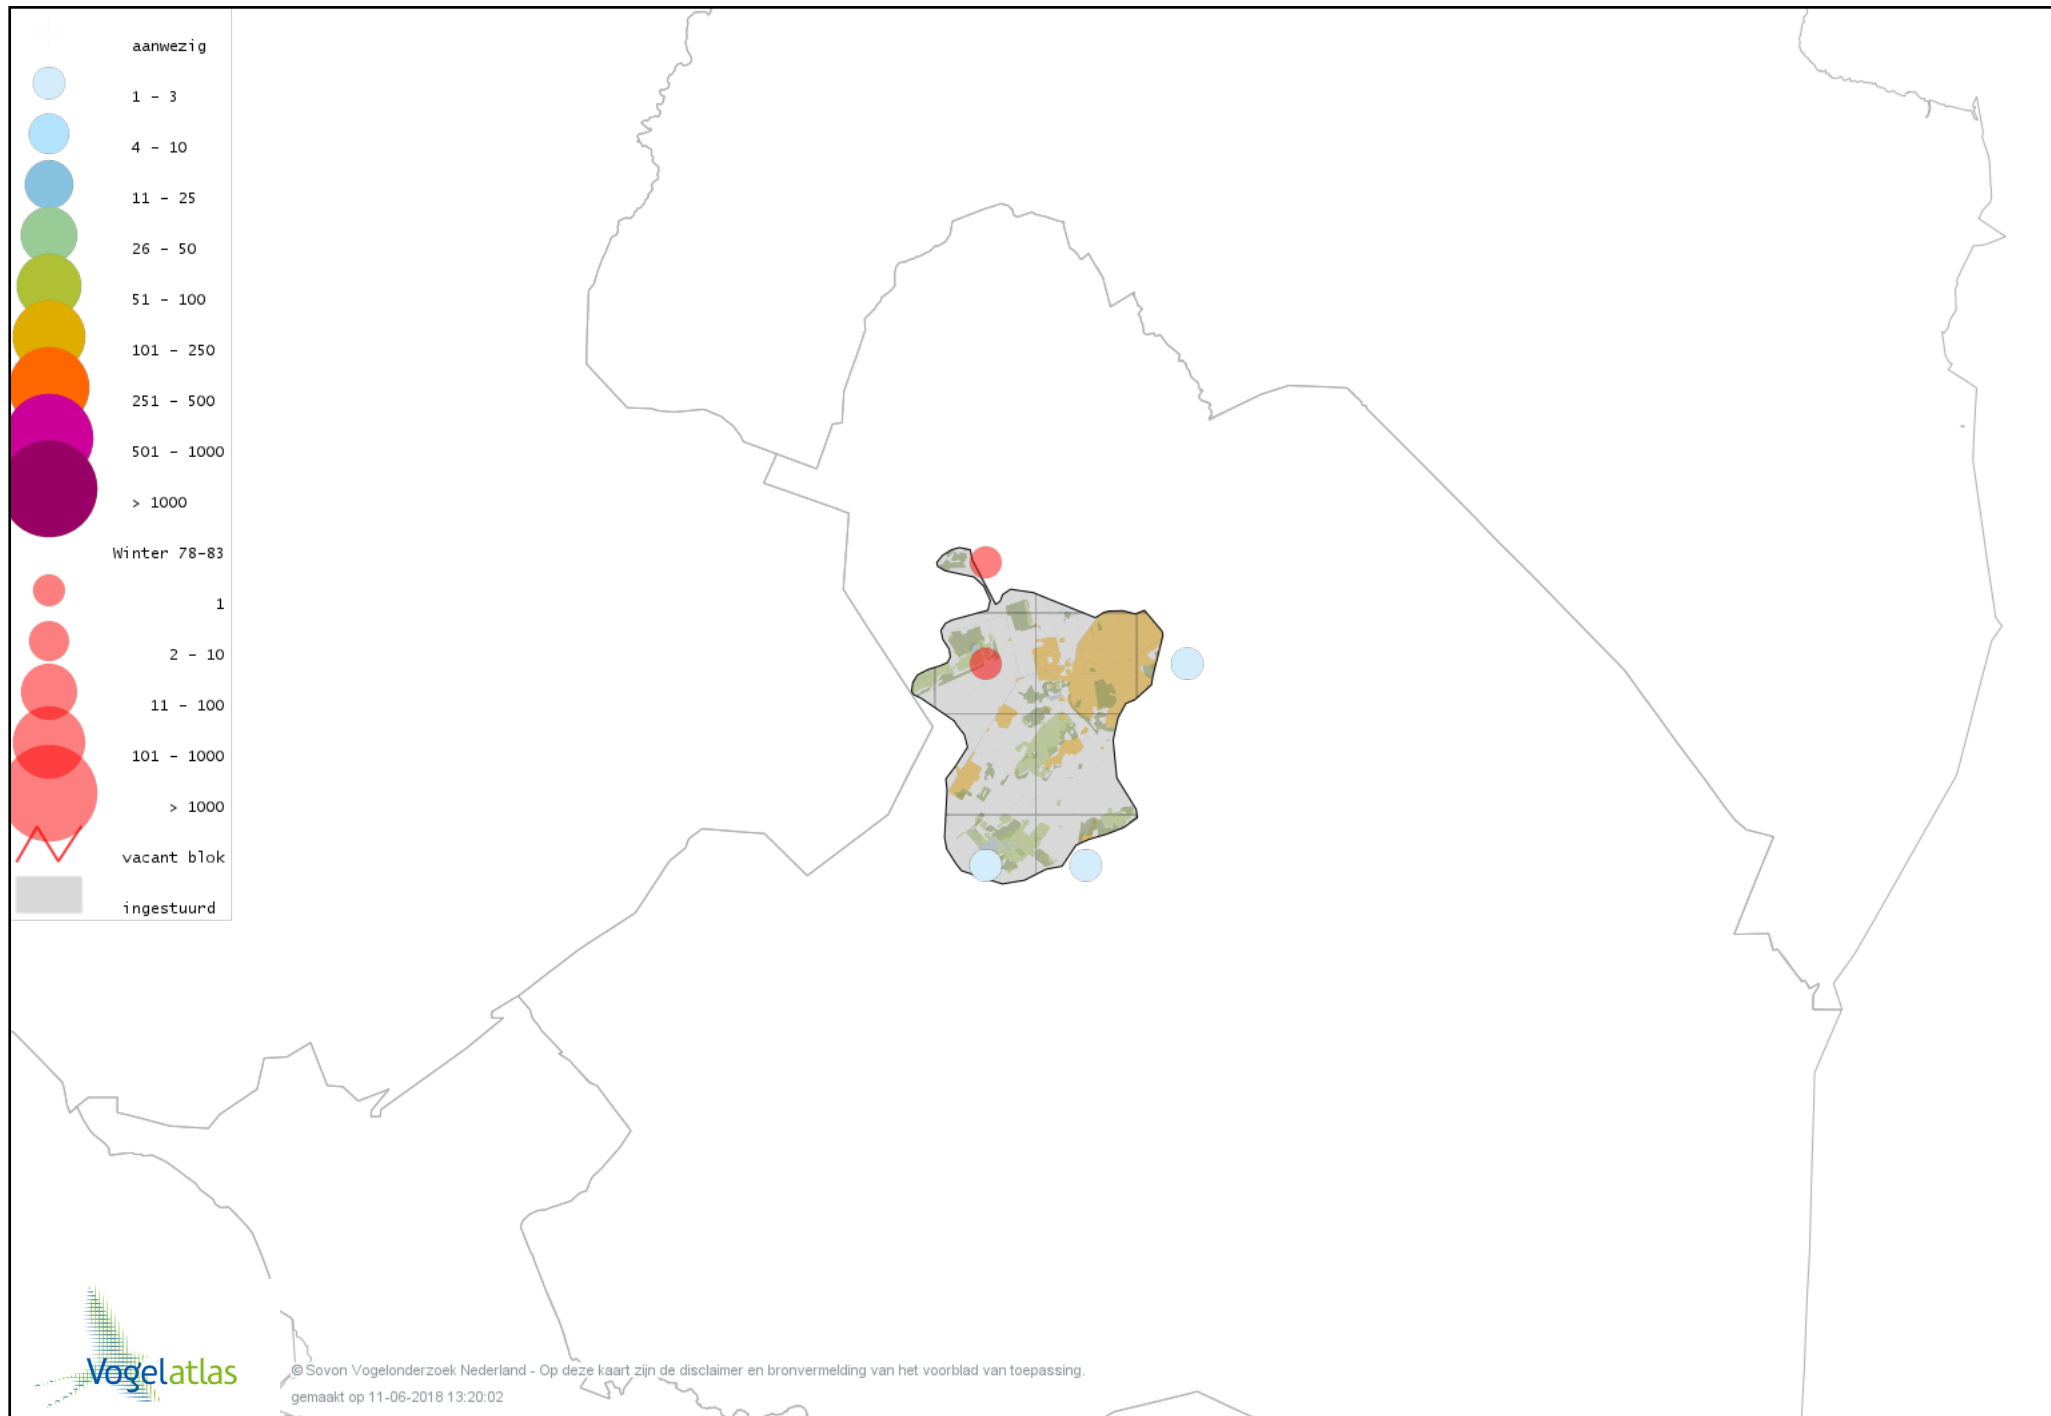 aanwezig
1 - 3
4 - 10
11 - 25
26 - 50
51 - 100
101 - 250
251 - 500
501 - 1000
> 1000
Winter 78-83
1
2 - 10
11 - 100
101 - 1000
> 1000
vacant blok
ingestuurd
Vogelatlas
© Sovon Vogelonderzoek Nederland - Op deze kaart zijn de disclaimer en bronvermelding van het voorblad van toepassing.
gemaakt op 11-06-2018 13:20:02